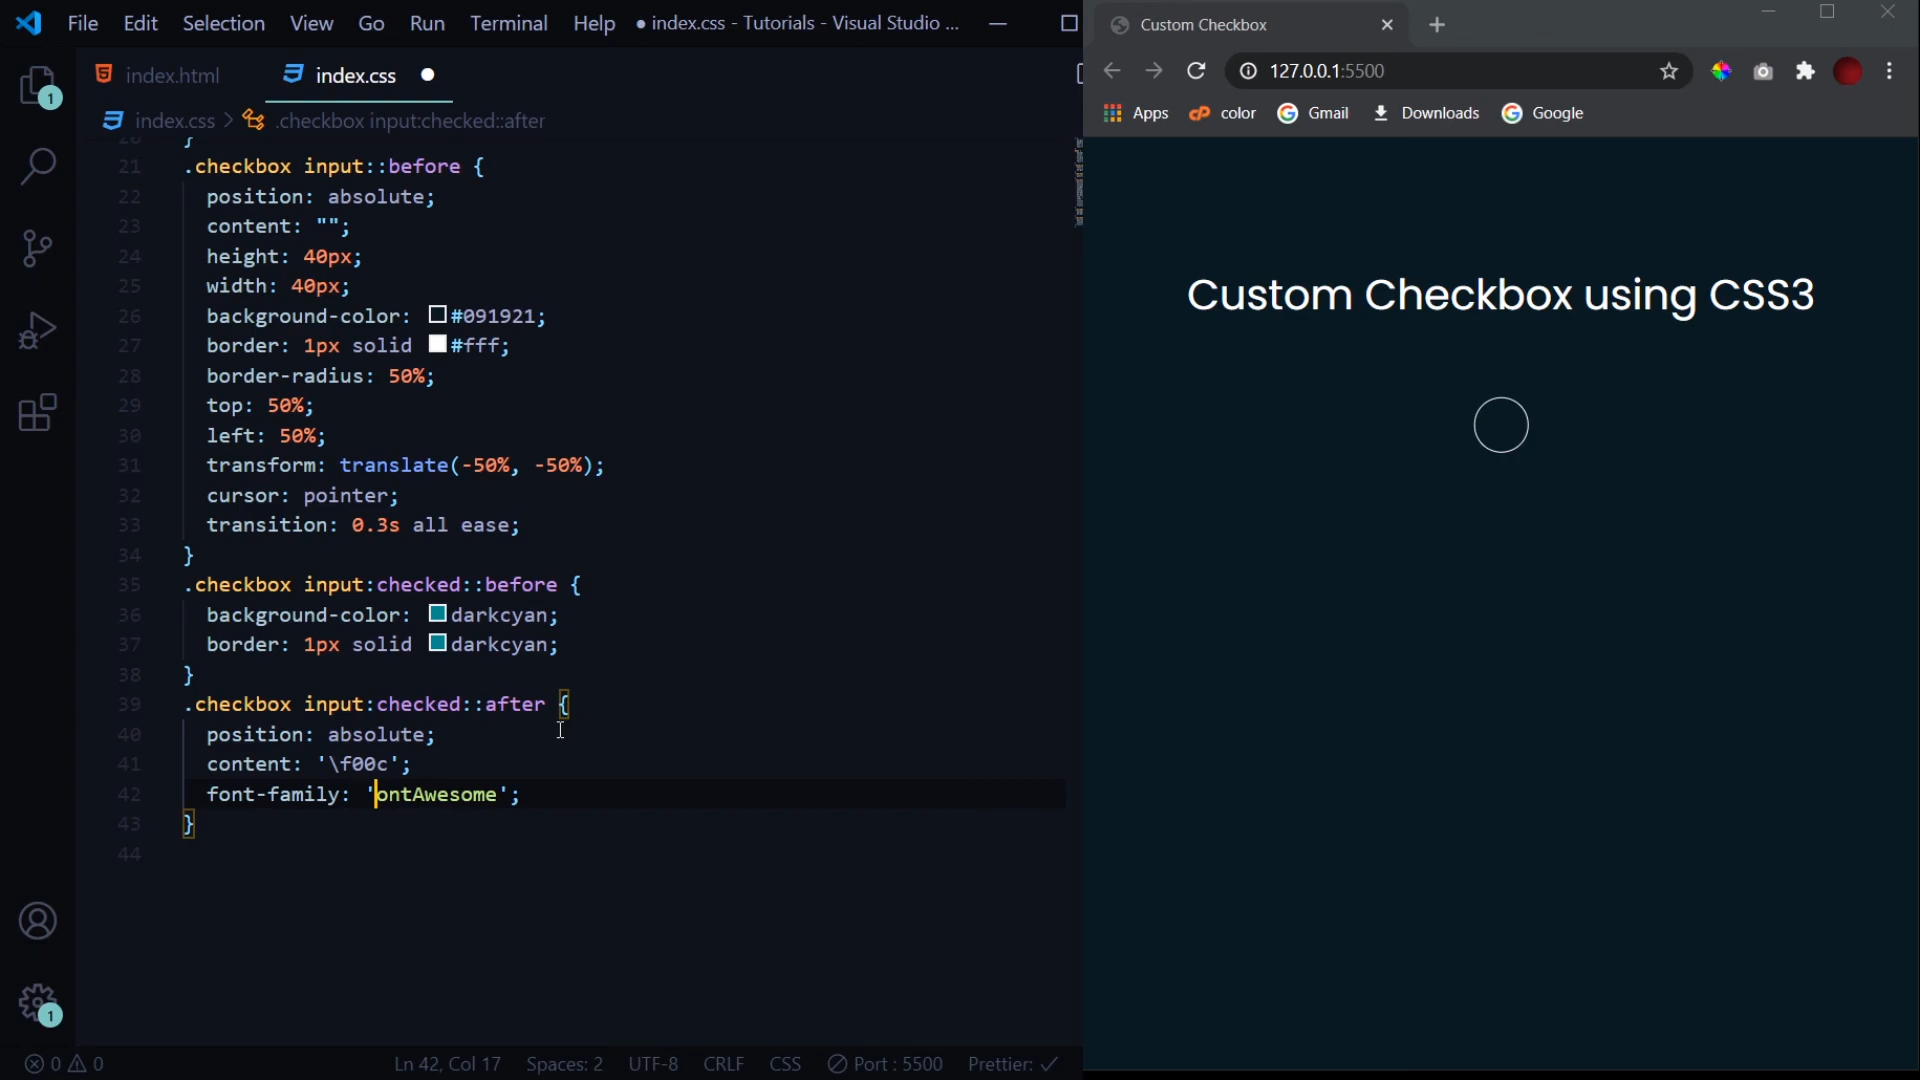 File Edit Selection View Go Run Terminal Help ● index.css - Tutorials - Visual Studio ...
index.html index.css
index.css > .checkbox input:checked::after
20 }
21 .checkbox input::before {
22 position: absolute;
23 content: "";
24 height: 40px;
25 width: 40px;
26 background-color: #091921;
27 border: 1px solid #fff;
28 border-radius: 50%;
29 top: 50%;
30 left: 50%;
31 transform: translate(-50%, -50%);
32 cursor: pointer;
33 transition: 0.3s all ease;
34 }
35 .checkbox input:checked::before {
36 background-color: darkcyan;
37 border: 1px solid darkcyan;
38 }
39 .checkbox input:checked::after {
40 position: absolute;
41 content: '\f00c';
42 font-family: 'ontAwesome';
43 }
44
1
1
0 0 Ln 42, Col 17 Spaces: 2 UTF-8 CRLF CSS Port : 5500 Prettier: ✓
Custom Checkbox
127.0.0.1:5500
Apps color Gmail Downloads Google
Custom Checkbox using CSS3